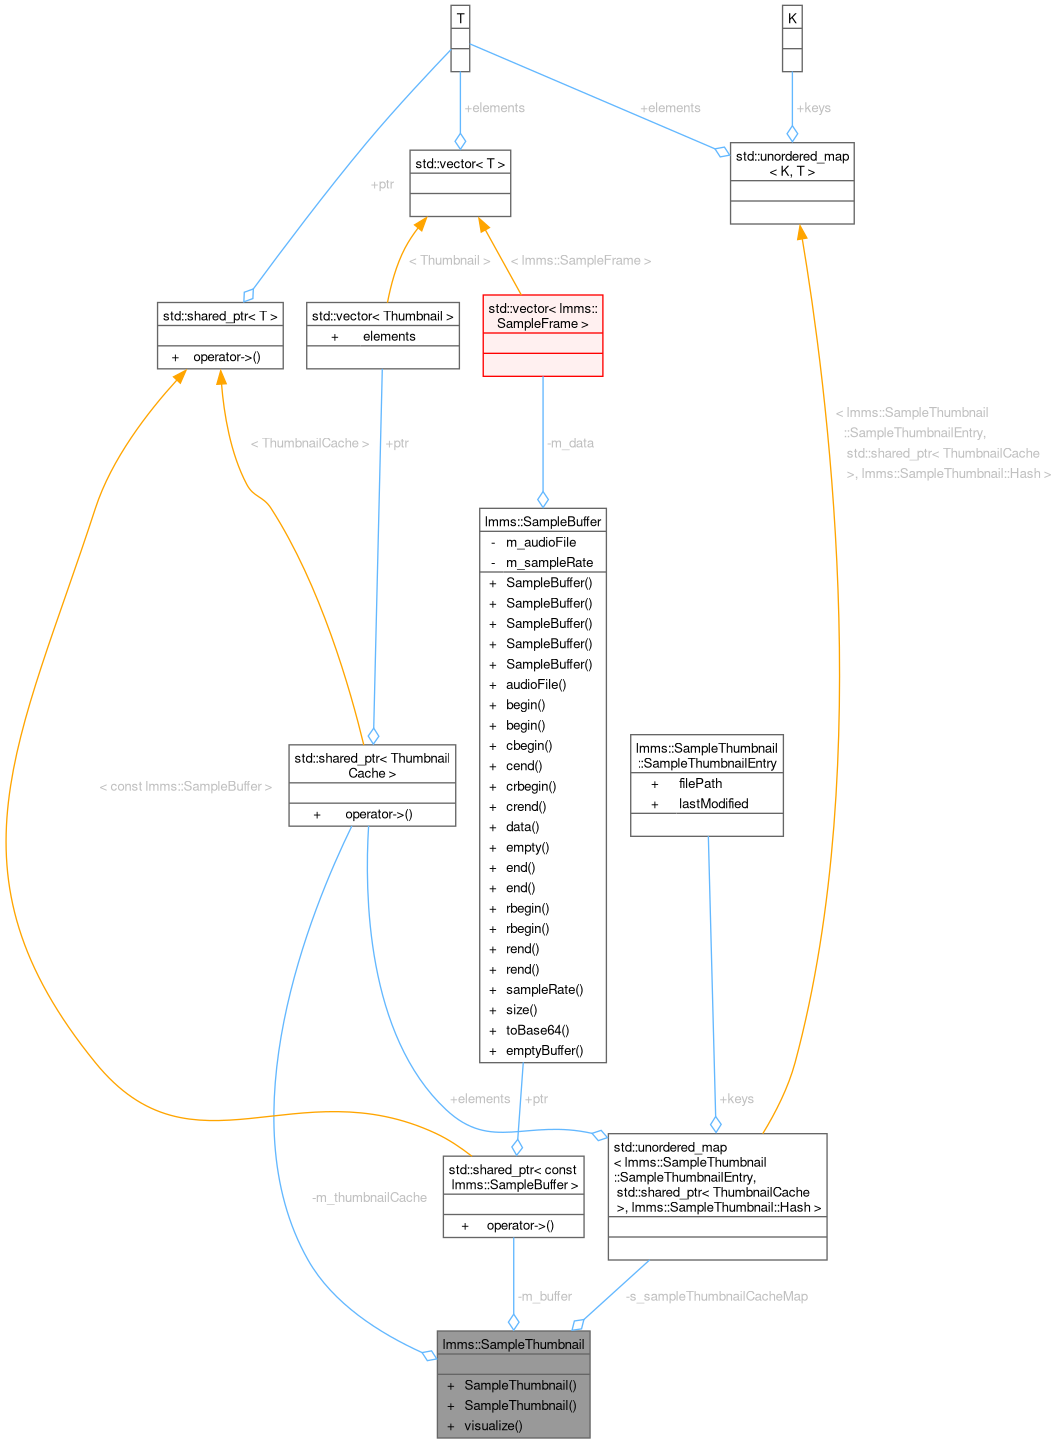 T
K
+elements
+elements
+keys
std::vector< T >
std::unordered_map
< K, T >
+ptr
< Thumbnail >
< lmms::SampleFrame >
std::shared_ptr< T >
+ operator->()
std::vector< Thumbnail >
+ elements
std::vector< lmms::
SampleFrame >
< lmms::SampleThumbnail
::SampleThumbnailEntry,
std::shared_ptr< ThumbnailCache
>, lmms::SampleThumbnail::Hash >
< ThumbnailCache >
+ptr
-m_data
lmms::SampleBuffer
- m_audioFile
- m_sampleRate
+ SampleBuffer()
+ SampleBuffer()
+ SampleBuffer()
+ SampleBuffer()
+ SampleBuffer()
+ audioFile()
+ begin()
+ begin()
+ cbegin()
+ cend()
+ crbegin()
+ crend()
+ data()
+ empty()
+ end()
+ end()
+ rbegin()
+ rbegin()
+ rend()
+ rend()
+ sampleRate()
+ size()
+ toBase64()
+ emptyBuffer()
std::shared_ptr< Thumbnail
Cache >
+ operator->()
lmms::SampleThumbnail
::SampleThumbnailEntry
+ filePath
+ lastModified
< const lmms::SampleBuffer >
+elements
+ptr
+keys
std::shared_ptr< const
lmms::SampleBuffer >
+ operator->()
std::unordered_map
< lmms::SampleThumbnail
::SampleThumbnailEntry,
std::shared_ptr< ThumbnailCache
>, lmms::SampleThumbnail::Hash >
-m_thumbnailCache
-m_buffer
-s_sampleThumbnailCacheMap
lmms::SampleThumbnail
+ SampleThumbnail()
+ SampleThumbnail()
+ visualize()